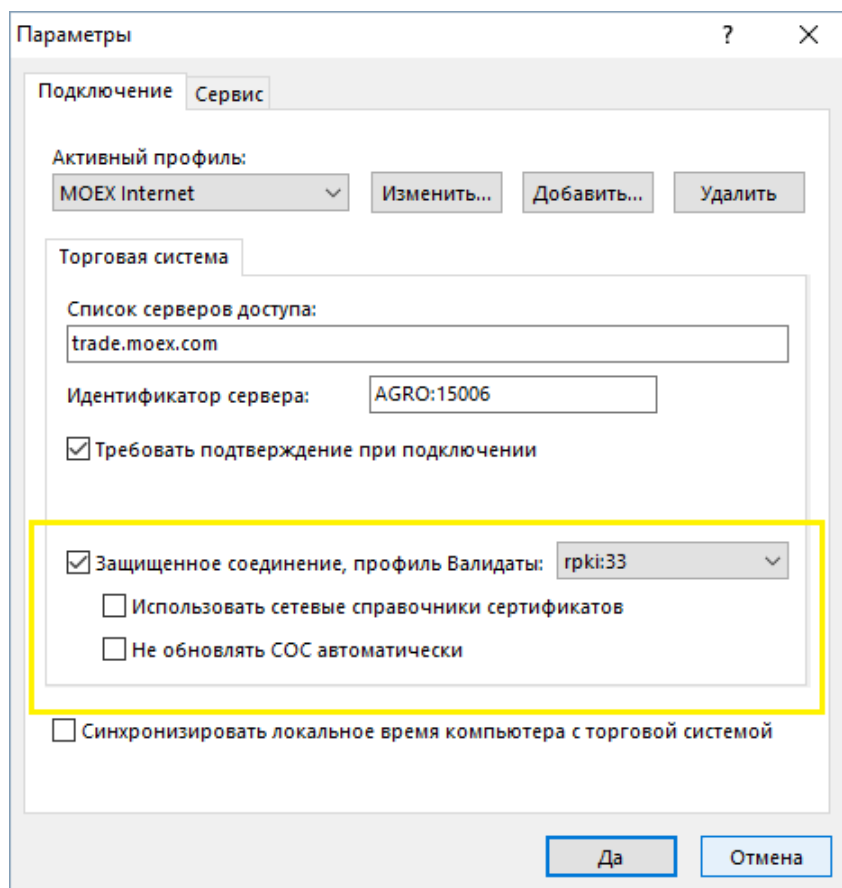 Параметры ?
Подключение Сервис
Активный профиль:
MOEX Internet Изменить... Добавить... Удалить
Торговая система
Список серверов доступа:
trade.moex.com
Идентификатор сервера: AGRO:15006
Требовать подтверждение при подключении
Защищенное соединение, профиль Валидаты: rpki:33
Использовать сетевые справочники сертификатов
Не обновлять СОС автоматически
Синхронизировать локальное время компьютера с торговой системой
Да Отмена